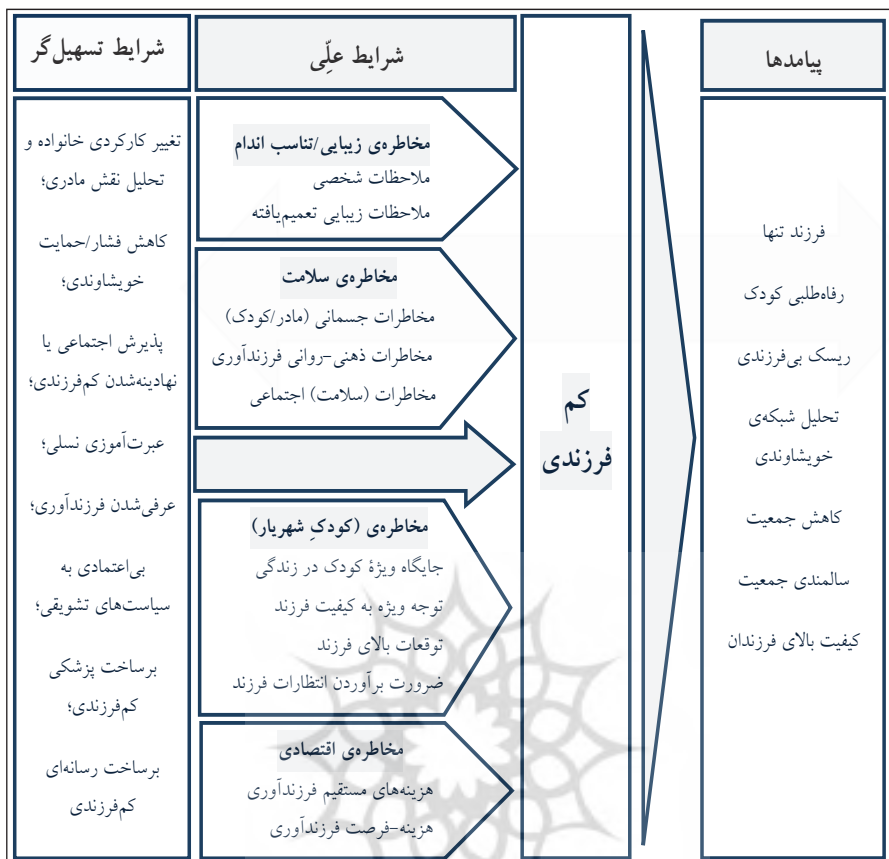 شرایط تسهیل‌گر
تغییر کارکردی خانواده و
تحلیل نقش مادری؛
کاهش فشار/حمایت
خویشاوندی؛
پذیرش اجتماعی یا
نهادینه‌شدن کم‌فرزندی؛
عبرت‌آموزی نسلی؛
عرفی‌شدن فرزندآوری؛
بی‌اعتمادی به
سیاست‌های تشویقی؛
برساخت پزشکی
کم‌فرزندی؛
برساخت رسانه‌ای
کم‌فرزندی
شرایط علّی
مخاطره‌ی زیبایی/تناسب اندام
ملاحظات شخصی
ملاحظات زیبایی تعمیم‌یافته
مخاطره‌ی سلامت
مخاطرات جسمانی (مادر/کودک)
مخاطرات ذهنی-روانی فرزندآوری
مخاطرات (سلامت) اجتماعی
مخاطره‌ی (کودکِ شهریار)
جایگاه ویژۀ کودک در زندگی
توجه ویژه به کیفیت فرزند
توقعات بالای فرزند
ضرورت برآوردن انتظارات فرزند
مخاطره‌ی اقتصادی
هزینه‌های مستقیم فرزندآوری
هزینه-فرصت فرزندآوری
کم
فرزندی
پیامدها
فرزند تنها
رفاه‌طلبی کودک
ریسک بی‌فرزندی
تحلیل شبکه‌ی
خویشاوندی
کاهش جمعیت
سالمندی جمعیت
کیفیت بالای فرزندان